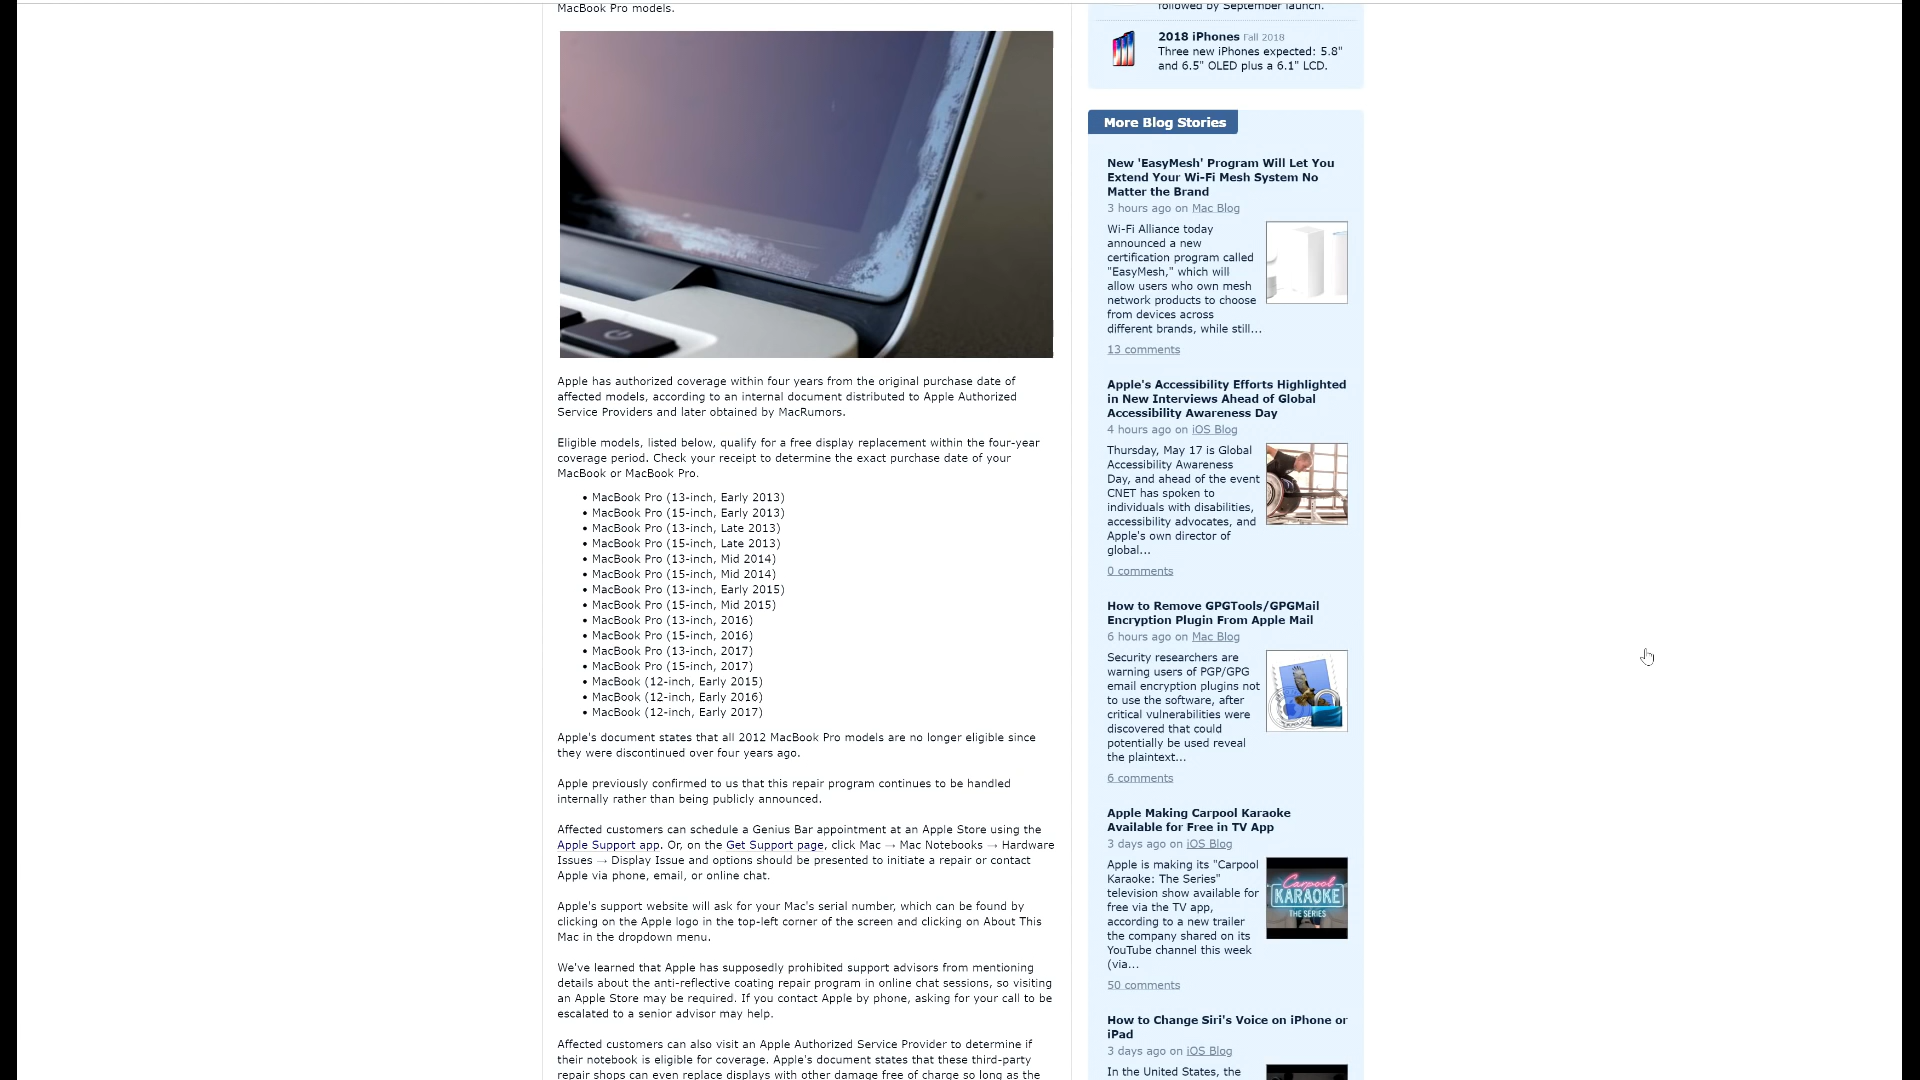 MacBook Pro models.
Apple has authorized coverage within four years from the original purchase date of
affected models, according to an internal document distributed to Apple Authorized
Service Providers and later obtained by MacRumors.
Eligible models, listed below, qualify for a free display replacement within the four-year
coverage period. Check your receipt to determine the exact purchase date of your
MacBook or MacBook Pro.
• MacBook Pro (13-inch, Early 2013)
• MacBook Pro (15-inch, Early 2013)
• MacBook Pro (13-inch, Late 2013)
• MacBook Pro (15-inch, Late 2013)
• MacBook Pro (13-inch, Mid 2014)
• MacBook Pro (15-inch, Mid 2014)
• MacBook Pro (13-inch, Early 2015)
• MacBook Pro (15-inch, Mid 2015)
• MacBook Pro (13-inch, 2016)
• MacBook Pro (15-inch, 2016)
• MacBook Pro (13-inch, 2017)
• MacBook Pro (15-inch, 2017)
• MacBook (12-inch, Early 2015)
• MacBook (12-inch, Early 2016)
• MacBook (12-inch, Early 2017)
Apple's document states that all 2012 MacBook Pro models are no longer eligible since
they were discontinued over four years ago.
Apple previously confirmed to us that this repair program continues to be handled
internally rather than being publicly announced.
Affected customers can schedule a Genius Bar appointment at an Apple Store using the
Apple Support app. Or, on the Get Support page, click Mac → Mac Notebooks → Hardware
Issues → Display Issue and options should be presented to initiate a repair or contact
Apple via phone, email, or online chat.
Apple's support website will ask for your Mac's serial number, which can be found by
clicking on the Apple logo in the top-left corner of the screen and clicking on About This
Mac in the dropdown menu.
We've learned that Apple has supposedly prohibited support advisors from mentioning
details about the anti-reflective coating repair program in online chat sessions, so visiting
an Apple Store may be required. If you contact Apple by phone, asking for your call to be
escalated to a senior advisor may help.
Affected customers can also visit an Apple Authorized Service Provider to determine if
their notebook is eligible for coverage. Apple's document states that these third-party
repair shops can even replace displays with other damage free of charge so long as the
followed by September launch.
2018 iPhones Fall 2018
Three new iPhones expected: 5.8"
and 6.5" OLED plus a 6.1" LCD.
More Blog Stories
New 'EasyMesh' Program Will Let You
Extend Your Wi-Fi Mesh System No
Matter the Brand
3 hours ago on Mac Blog
Wi-Fi Alliance today
announced a new
certification program called
"EasyMesh," which will
allow users who own mesh
network products to choose
from devices across
different brands, while still...
13 comments
Apple's Accessibility Efforts Highlighted
in New Interviews Ahead of Global
Accessibility Awareness Day
4 hours ago on iOS Blog
Thursday, May 17 is Global
Accessibility Awareness
Day, and ahead of the event
CNET has spoken to
individuals with disabilities,
accessibility advocates, and
Apple's own director of
global...
0 comments
How to Remove GPGTools/GPGMail
Encryption Plugin From Apple Mail
6 hours ago on Mac Blog
Security researchers are
warning users of PGP/GPG
email encryption plugins not
to use the software, after
critical vulnerabilities were
discovered that could
potentially be used reveal
the plaintext...
6 comments
Apple Making Carpool Karaoke
Available for Free in TV App
3 days ago on iOS Blog
Apple is making its "Carpool
Karaoke: The Series"
television show available for
free via the TV app,
according to a new trailer
the company shared on its
YouTube channel this week
(via...
Carpool
KARAOKE
THE SERIES
50 comments
How to Change Siri's Voice on iPhone or
iPad
3 days ago on iOS Blog
In the United States, the